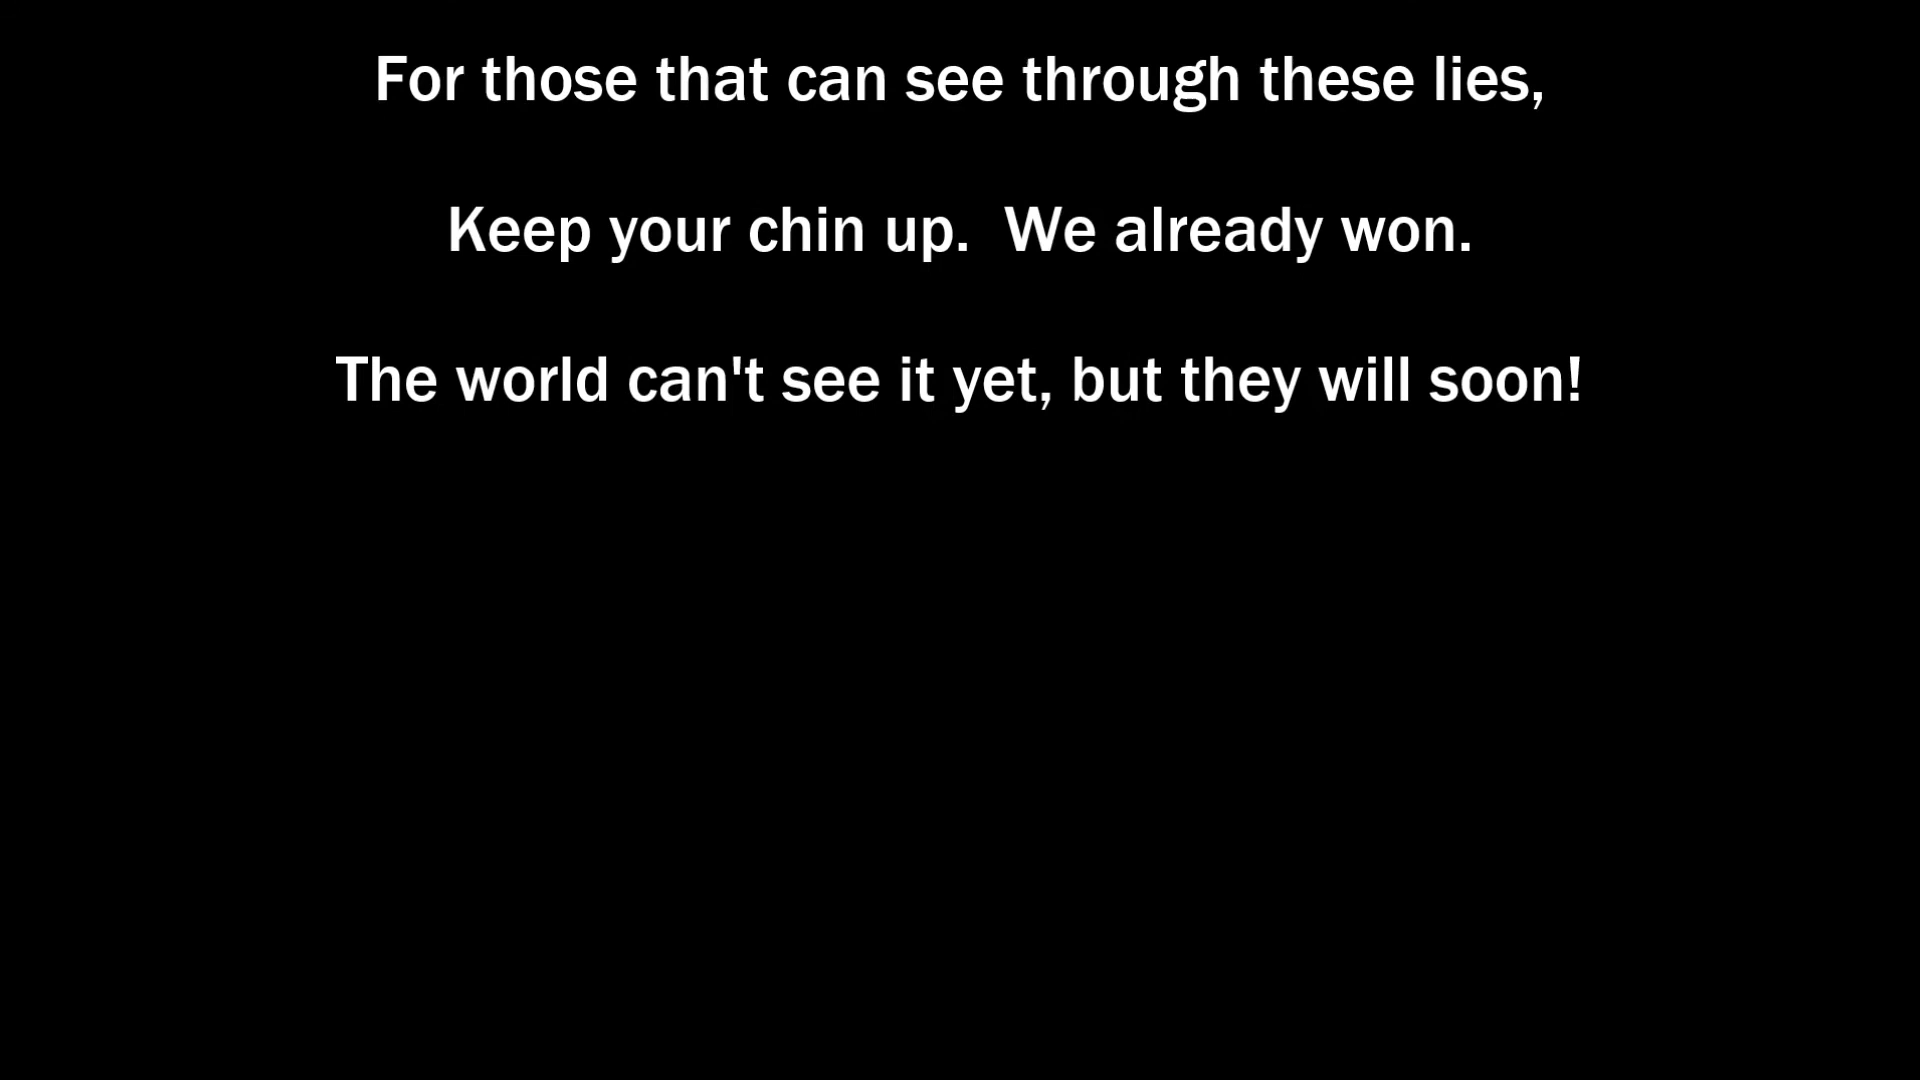 For those that can see through these lies,
Keep your chin up.  We already won.
The world can't see it yet, but they will soon!